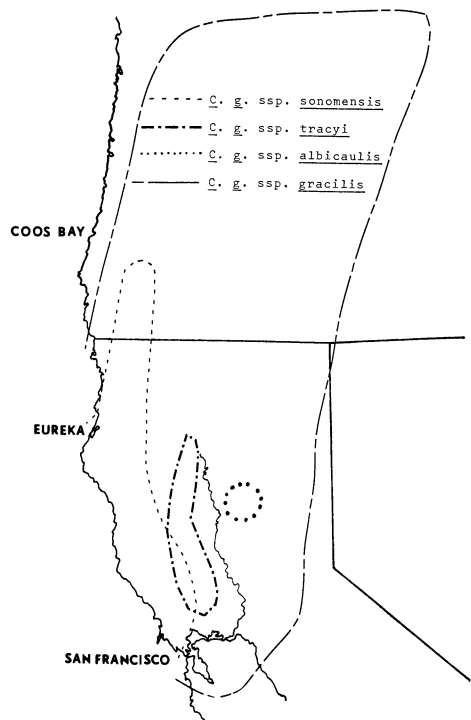 C. g. ssp. sonomensis
C. g. ssp. tracyi
C. g. ssp. albicaulis
C. g. ssp. gracilis
COOS BAY
EUREKA
SAN FRANCISCO